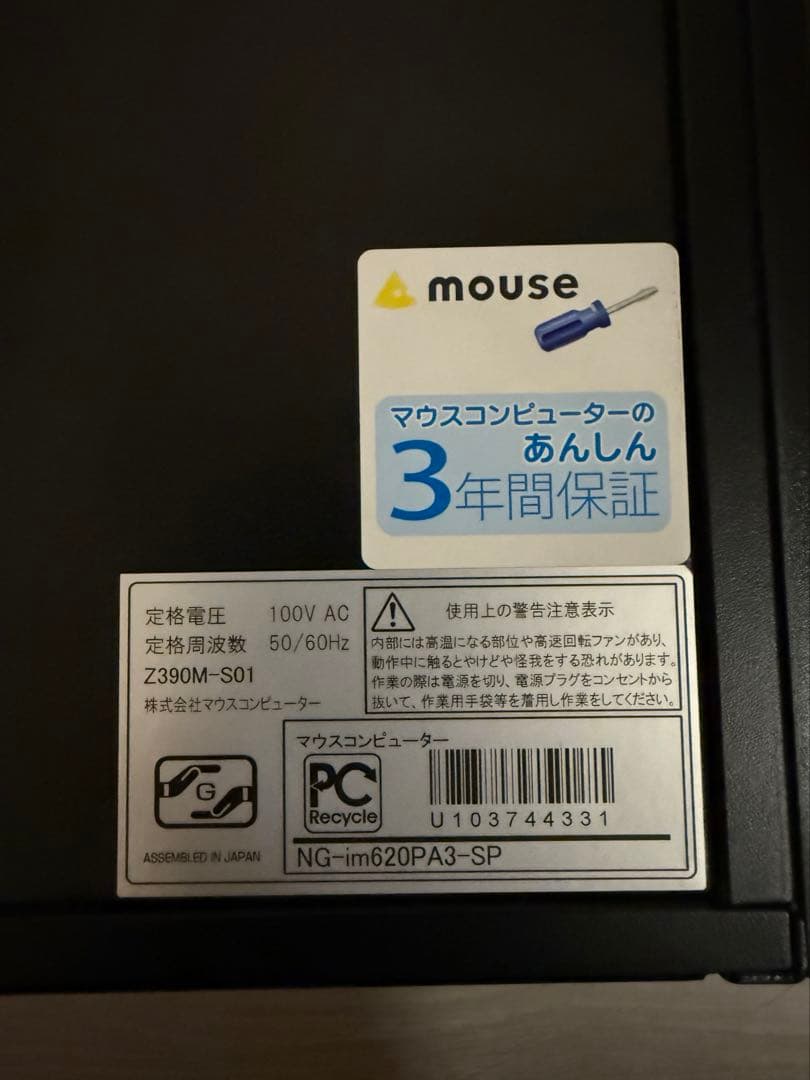 mouse
マウスコンピューターの
あんしん
3年間保証
定格電圧 100V AC
定格周波数 50/60Hz
Z390M-S01
株式会社マウスコンピューター
使用上の警告注意表示
内部には高温になる部位や高速回転ファンがあり、
動作中に触るとやけどや怪我をする恐れがあります。
作業の際は電源を切り、電源プラグをコンセントから
抜いて、作業用手袋等を着用し作業をしてください。
G
ASSEMBLED IN JAPAN
マウスコンピューター
PC
Recycle
U103744331
NG-im620PA3-SP